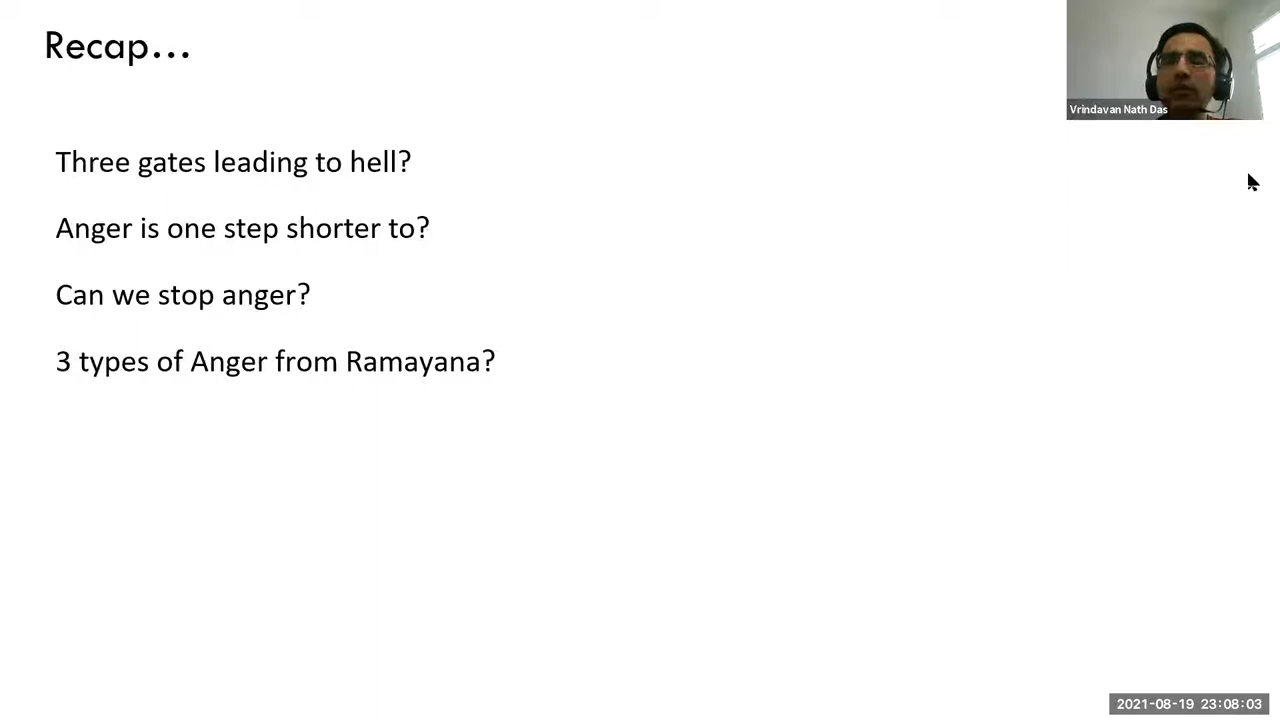 Recap...
Vrindavan Nath Das
Three gates leading to hell?
Anger is one step shorter to?
Can we stop anger?
3 types of Anger from Ramayana?
2021-08-19 23:08:03